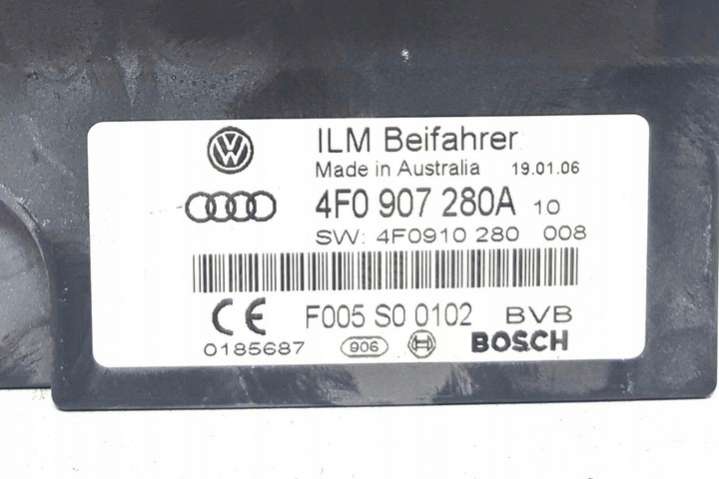 ILM Beifahrer
Made in Australia 19.01.06
4F0 907 280A 10
SW: 4F0910 280 008
CE F005 S0 0102 BVB
0185687 906 BOSCH